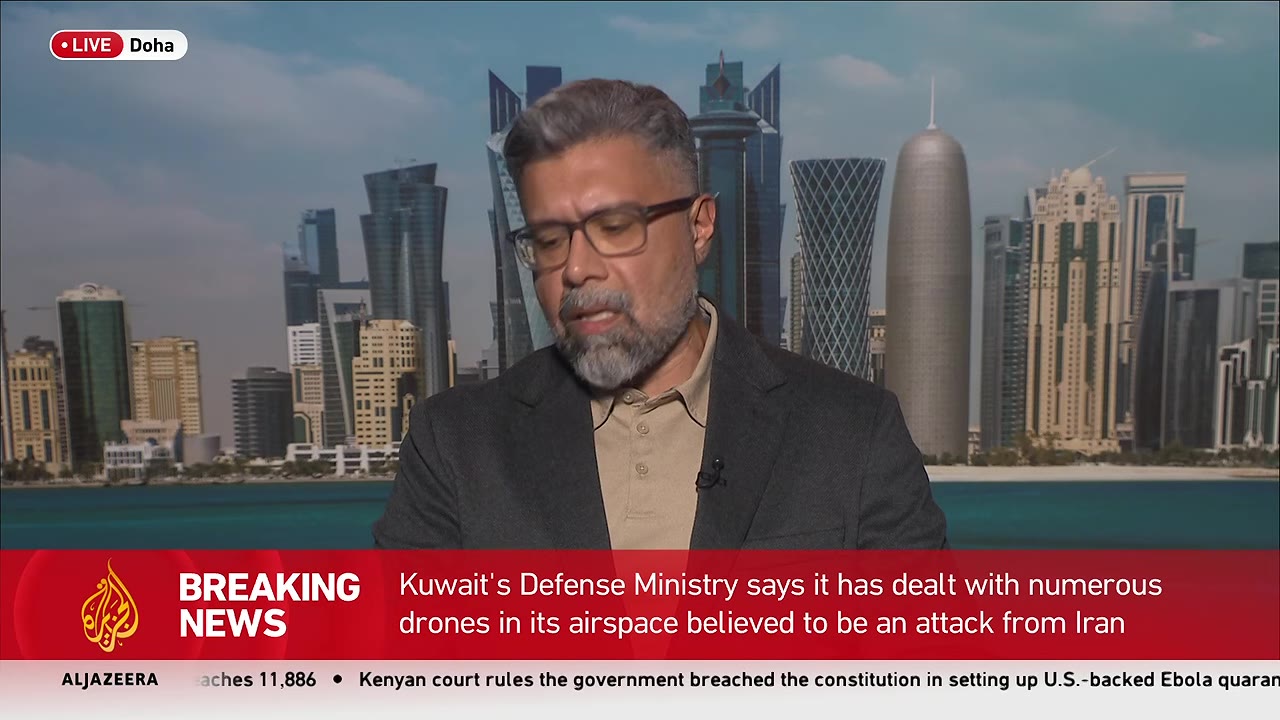 LIVE Doha
BREAKING
NEWS
Kuwait's Defense Ministry says it has dealt with numerous
drones in its airspace believed to be an attack from Iran
ALJAZEERA
11,886 • Kenyan court rules the government breached the constitution in setting up U.S.-backed Ebola